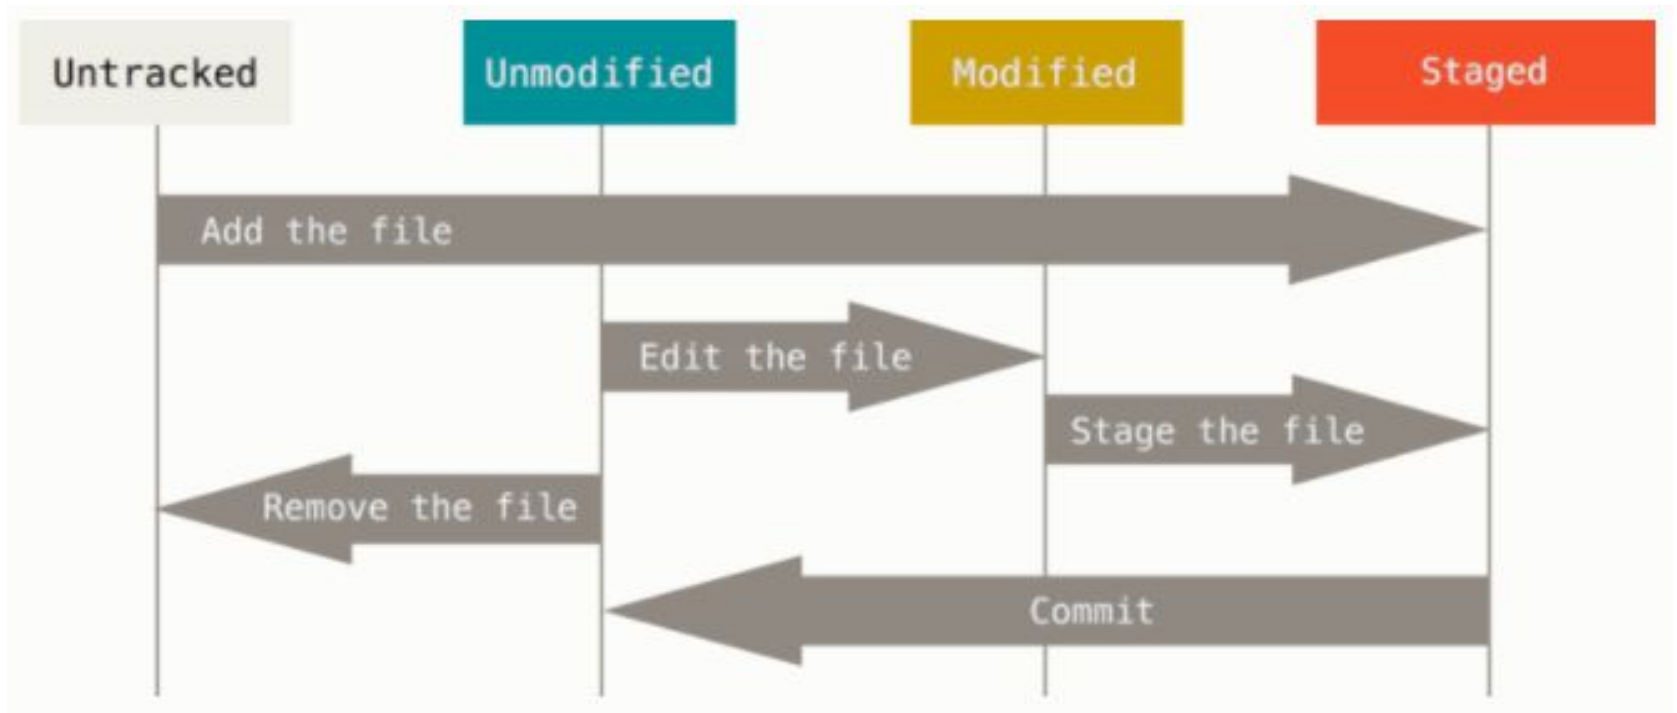 Untracked
Unmodified
Modified
Staged
Add the file
Edit the file
Stage the file
Remove the file
Commit